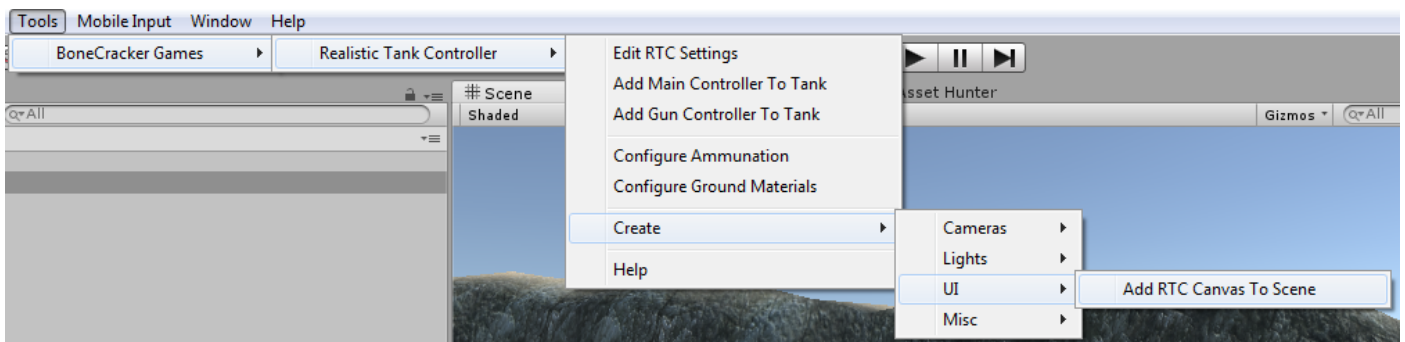 Tools Mobile Input Window Help
BoneCracker Games Realistic Tank Controller Edit RTC Settings
Add Main Controller To Tank
Scene Asset Hunter
All Shaded Add Gun Controller To Tank Gizmos All
Configure Ammunation
Configure Ground Materials
Create Cameras
Lights
Help UI Add RTC Canvas To Scene
Misc